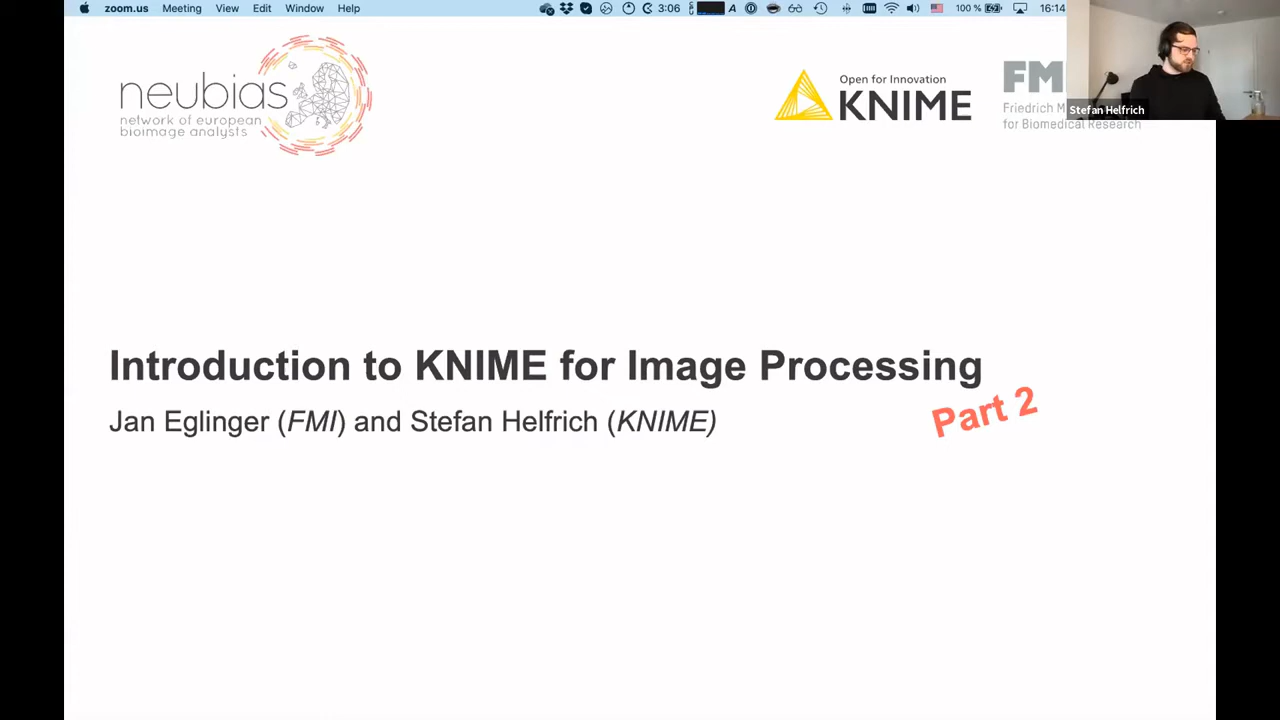 zoom.us Meeting View Edit Window Help 3:06 100 % 16:14
neubias
network of european
bioimage analysts
Open for Innovation
KNIME
FM
Friedrich M
for Biomedical Research
Stefan Helfrich
Introduction to KNIME for Image Processing
Jan Eglinger (FMI) and Stefan Helfrich (KNIME)
Part 2